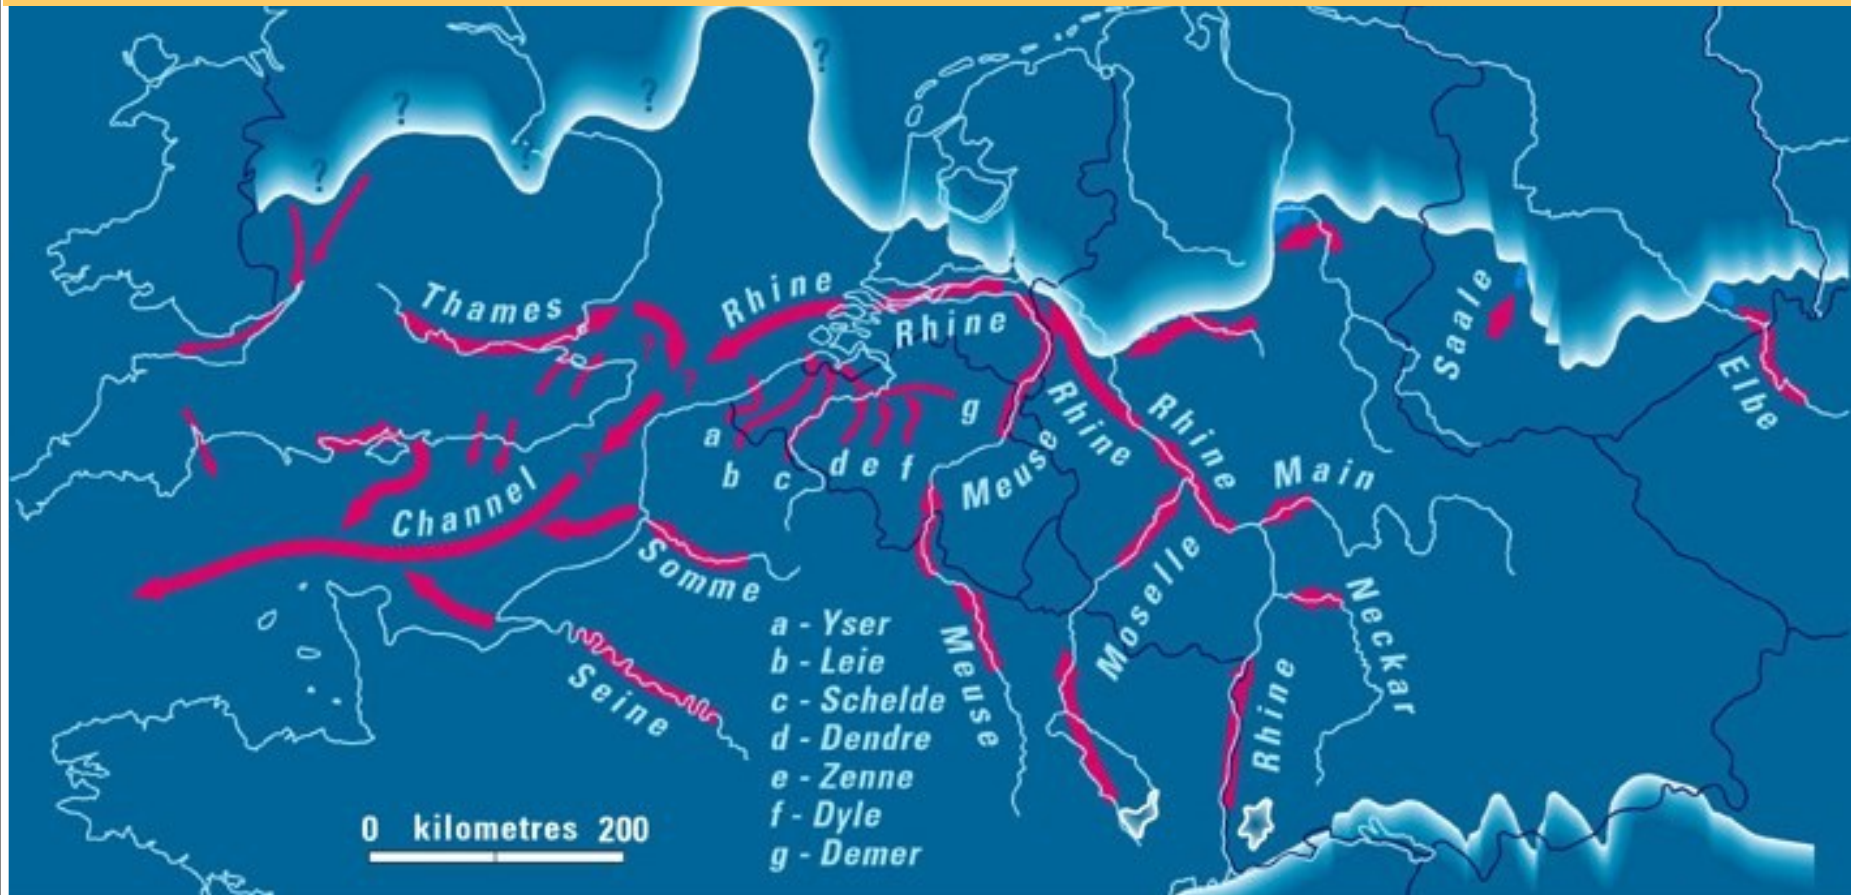 ?
?
?
?
?
Thames
Rhine
Rhine
?
?
Saale
Elbe
Rhine
Rhine
g
a
b
c
d e f
Meuse
Main
?
Channel
Somme
Moselle
Neckar
Meuse
Seine
Rhine
a - Yser
b - Leie
c - Schelde
d - Dendre
e - Zenne
f - Dyle
g - Demer
0 kilometres 200